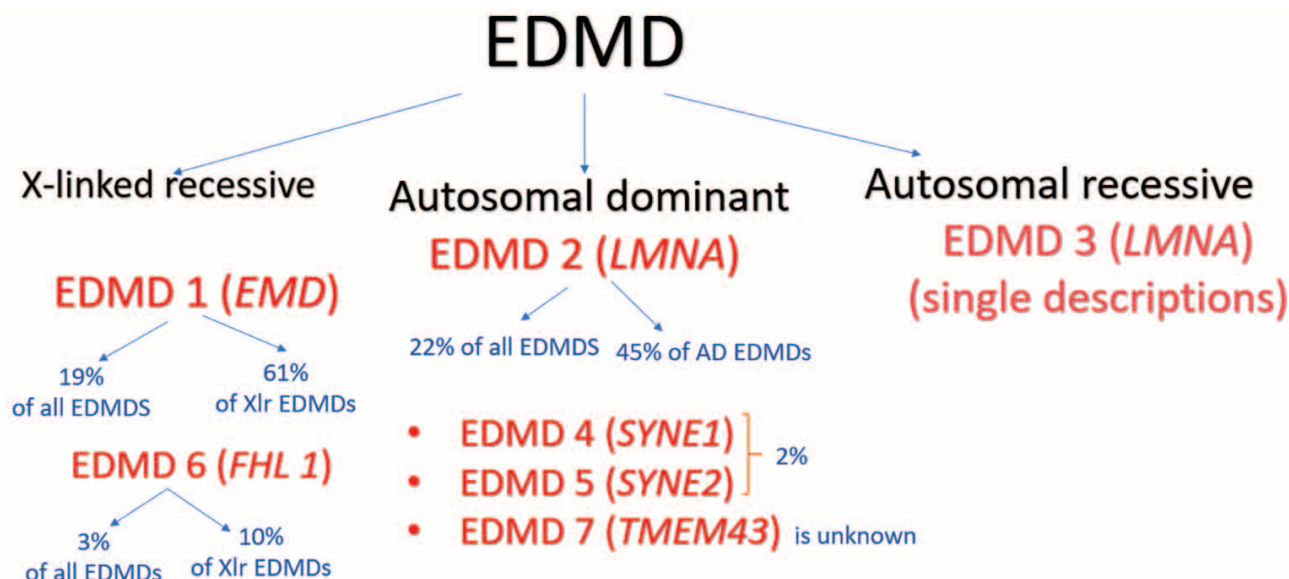 EDMD
X-linked recessive
EDMD 1 (EMD)
19%
of all EDMDS
61%
of Xlr EDMDs
EDMD 6 (FHL 1)
3%
of all EDMDs
10%
of Xlr EDMDs
Autosomal dominant
EDMD 2 (LMNA)
22% of all EDMDS
45% of AD EDMDs
• EDMD 4 (SYNE1)
• EDMD 5 (SYNE2)
2%
• EDMD 7 (TMEM43) is unknown
Autosomal recessive
EDMD 3 (LMNA)
(single descriptions)